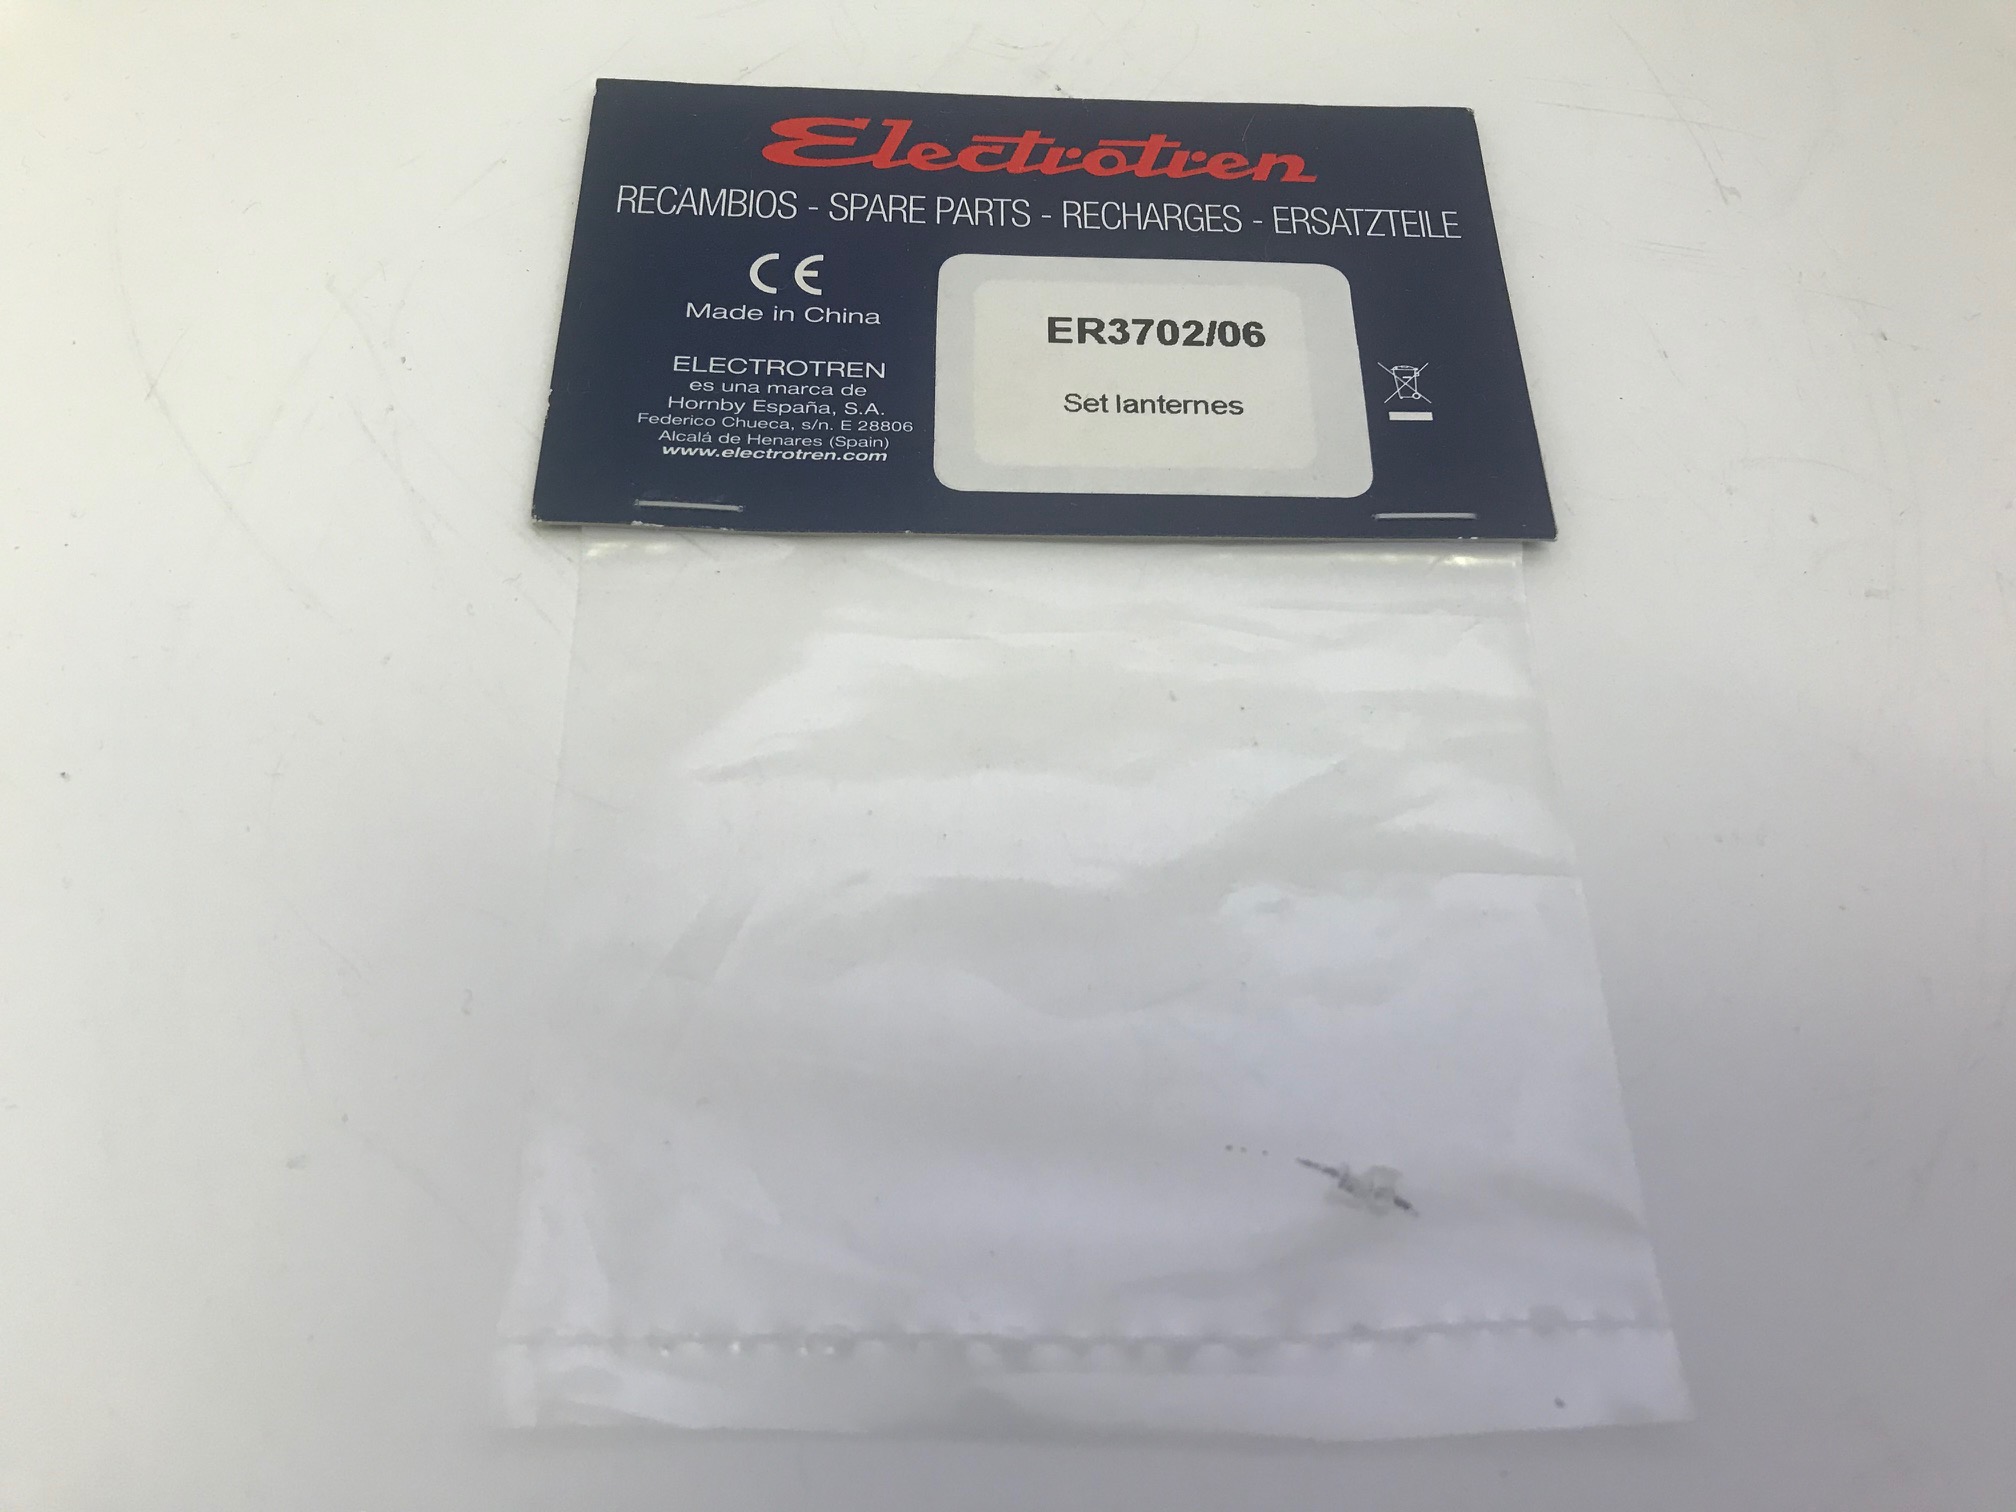 Electrotren
RECAMBIOS - SPARE PARTS - RECHARGES - ERSATZTEILE
CE
Made in China
ELECTROTREN
es una marca de
Hornby España, S.A.
Federico Chueca, s/n. E 28806
Alcalá de Henares (Spain)
www.electrotren.com
ER3702/06
Set lanternes